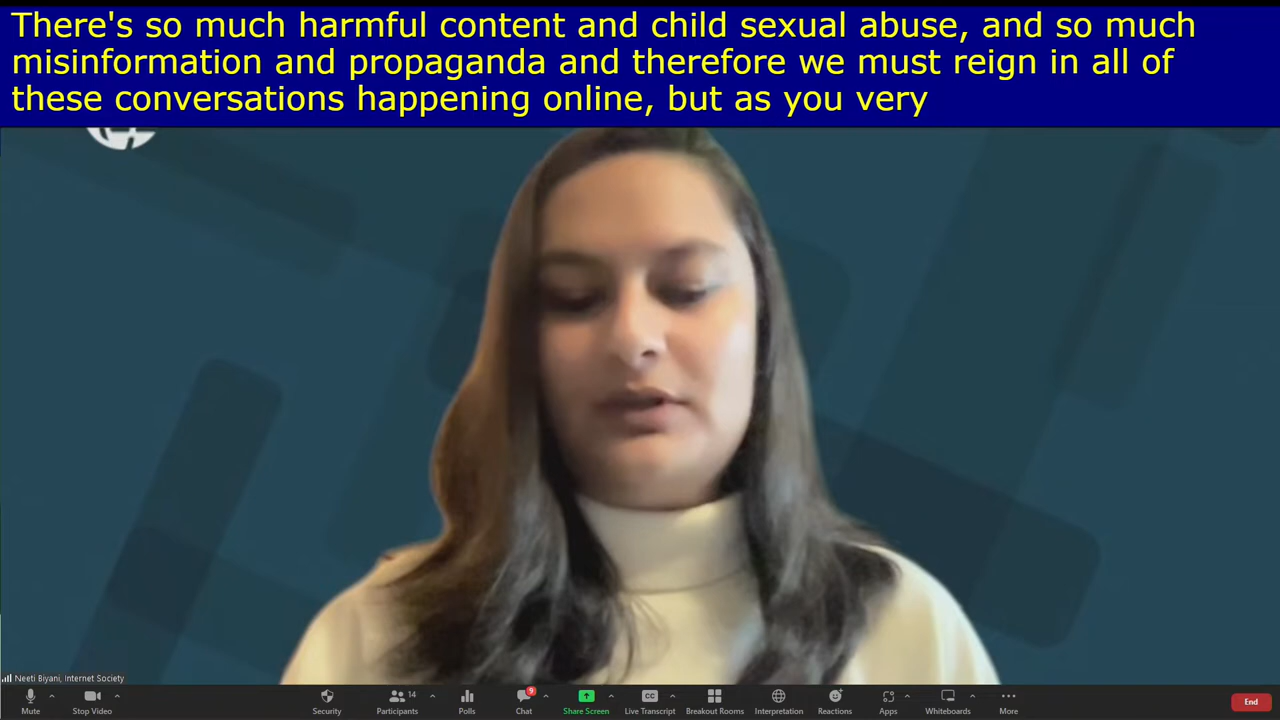 There's so much harmful content and child sexual abuse, and so much
misinformation and propaganda and therefore we must reign in all of
these conversations happening online, but as you very
Neeti Biyani, Internet Society
14
9
CC
Mute
Stop Video
Security
Participants
Polls
Chat
Share Screen
Live Transcript
Breakout Rooms
Interpretation
Reactions
Apps
Whiteboards
More
End